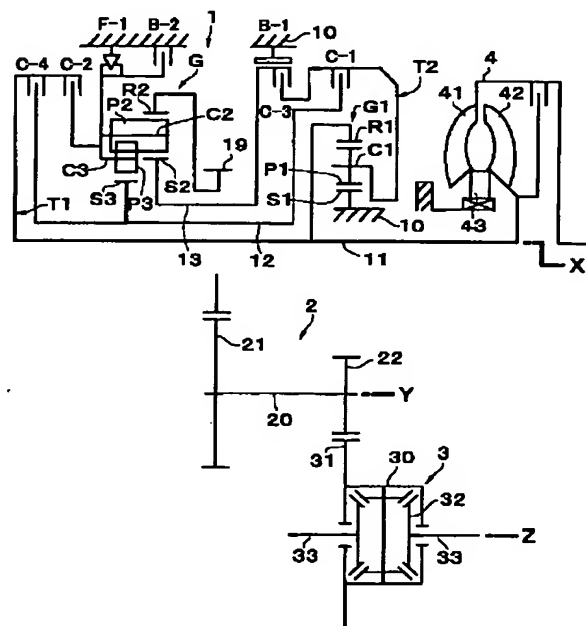 F-1 B-2 1 B-1 10
C-4 C-2 G C-1 T2 4
R2 C-3 41 42
P2 C2 G1
R1
19 C1
C3 S2 P1
S3 P3 S1
T1 43
13 12 10 11 X
2
21 22
20 Y
31 30 3
32
33 33 Z